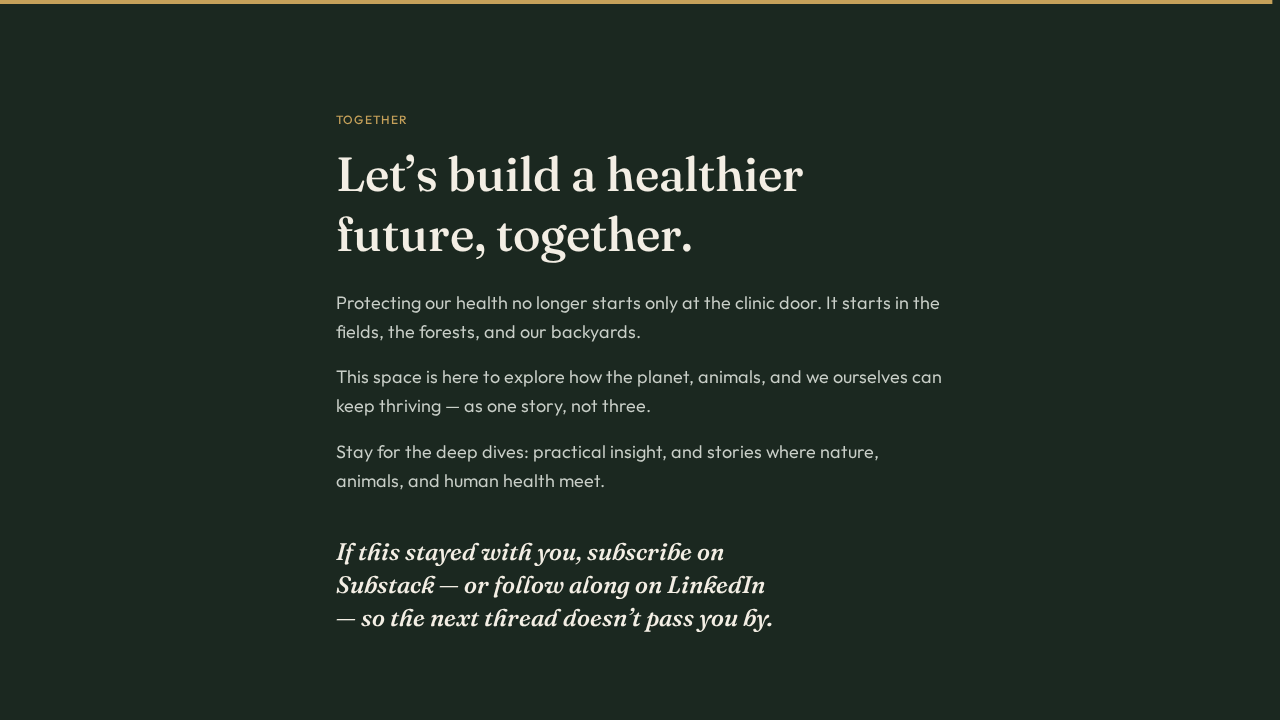 TOGETHER
Let’s build a healthier
future, together.
Protecting our health no longer starts only at the clinic door. It starts in the
fields, the forests, and our backyards.
This space is here to explore how the planet, animals, and we ourselves can
keep thriving — as one story, not three.
Stay for the deep dives: practical insight, and stories where nature,
animals, and human health meet.
If this stayed with you, subscribe on
Substack — or follow along on LinkedIn
— so the next thread doesn’t pass you by.